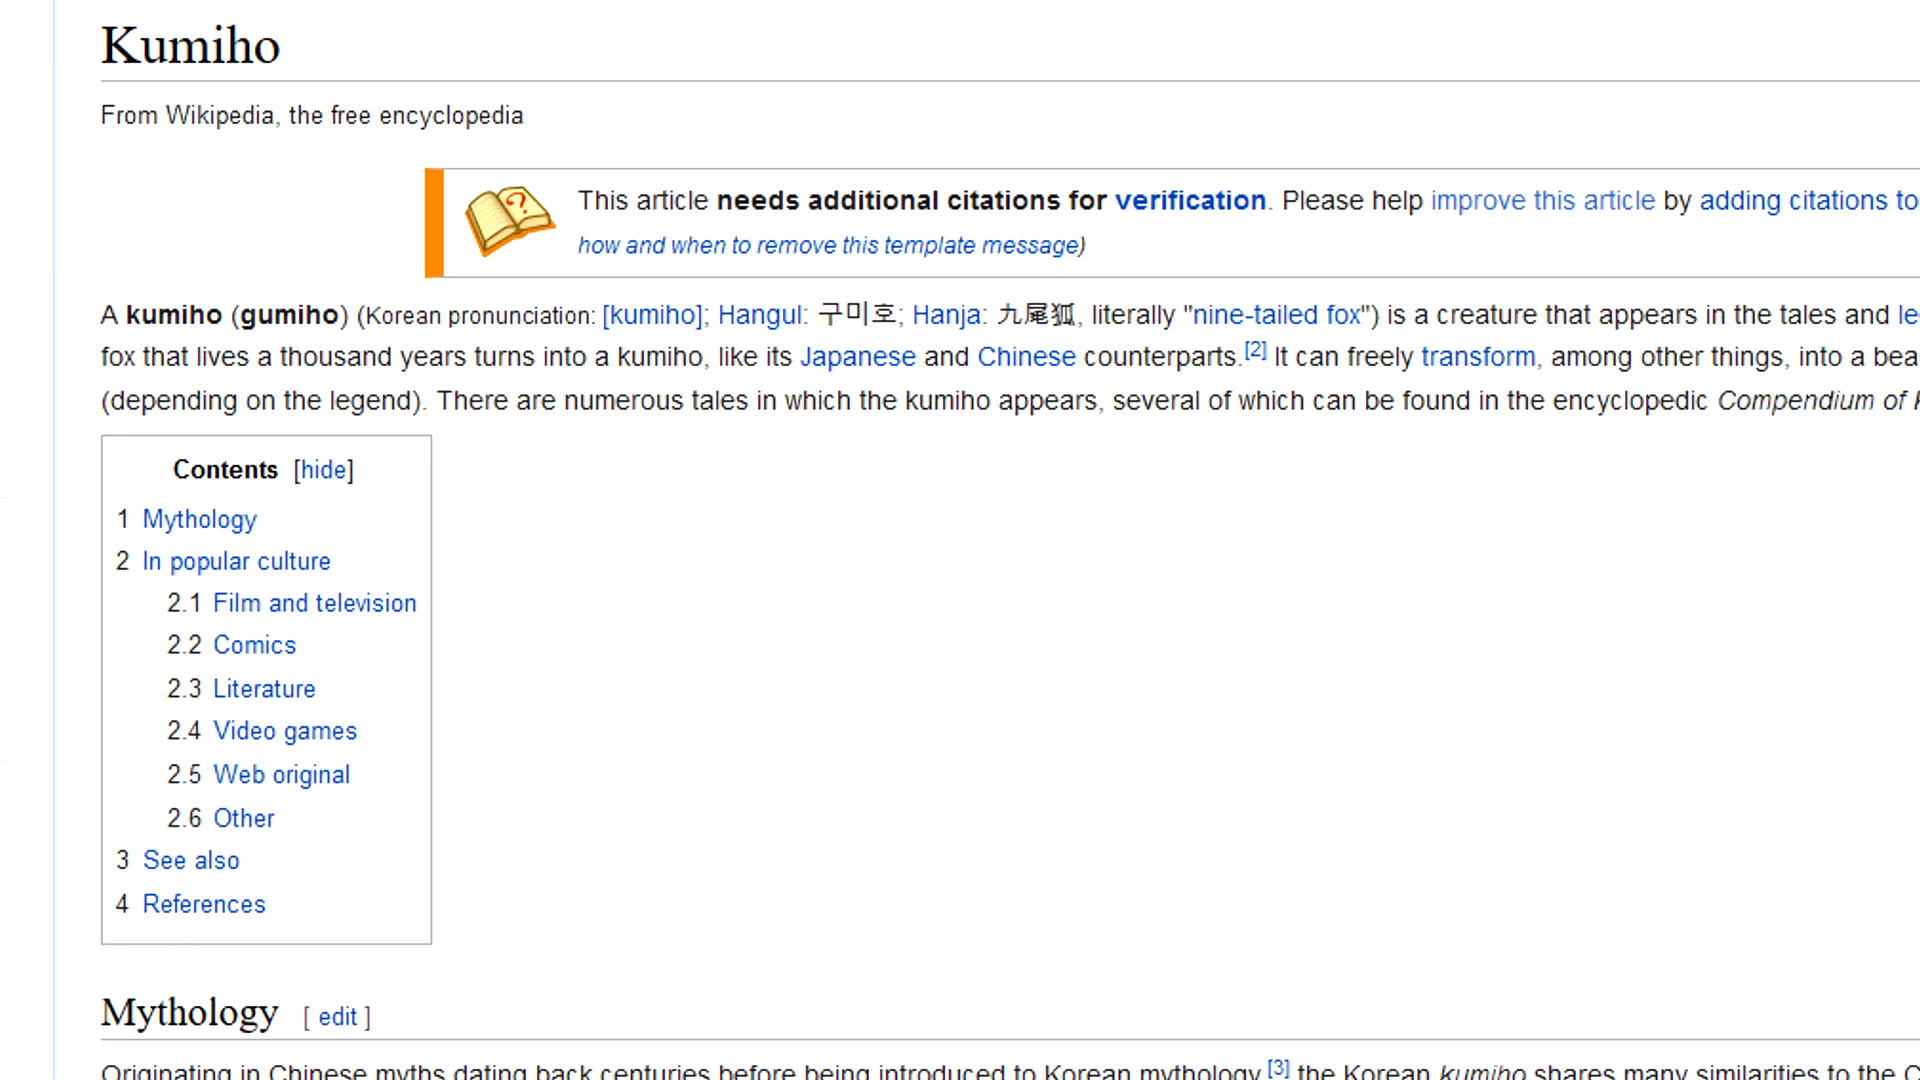 Kumiho
From Wikipedia, the free encyclopedia
This article needs additional citations for verification. Please help improve this article by adding citations to
how and when to remove this template message)
A kumiho (gumiho) (Korean pronunciation: [kumiho]; Hangul: 구미호; Hanja: 九尾狐, literally "nine-tailed fox") is a creature that appears in the tales and
fox that lives a thousand years turns into a kumiho, like its Japanese and Chinese counterparts.[2] It can freely transform, among other things, into a
(depending on the legend). There are numerous tales in which the kumiho appears, several of which can be found in the encyclopedic Compendium of
Contents [hide]
1 Mythology
2 In popular culture
2.1 Film and television
2.2 Comics
2.3 Literature
2.4 Video games
2.5 Web original
2.6 Other
3 See also
4 References
Mythology [ edit ]
Originating in Chinese myths dating back centuries before being introduced to Korean mythology,[3] the Korean kumiho shares many similarities to the